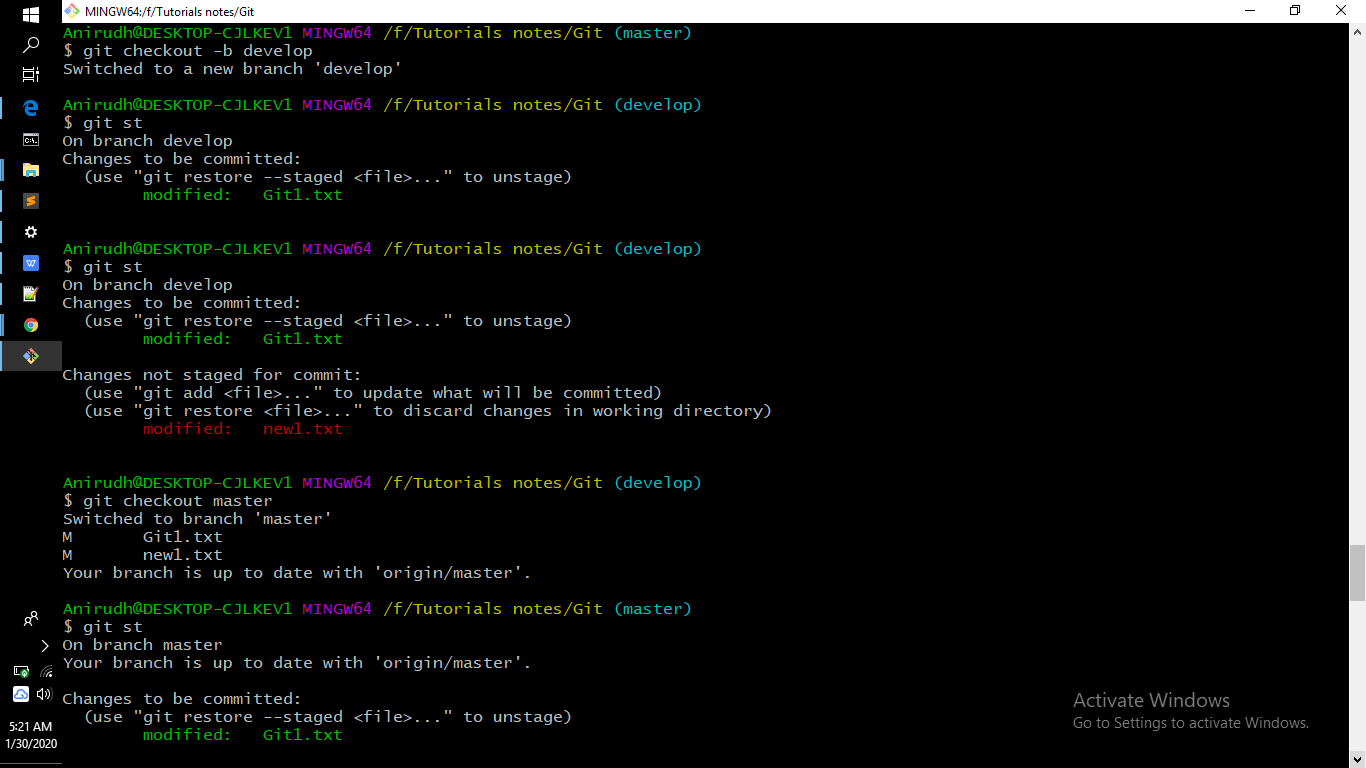 MINGW64:/f/Tutorials notes/Git
Anirudh@DESKTOP-CJLKEV1 MINGW64 /f/Tutorials notes/Git (master)
$ git checkout -b develop
Switched to a new branch 'develop'
Anirudh@DESKTOP-CJLKEV1 MINGW64 /f/Tutorials notes/Git (develop)
$ git st
On branch develop
Changes to be committed:
  (use "git restore --staged <file>..." to unstage)
        modified:   Git1.txt
Anirudh@DESKTOP-CJLKEV1 MINGW64 /f/Tutorials notes/Git (develop)
$ git st
On branch develop
Changes to be committed:
  (use "git restore --staged <file>..." to unstage)
        modified:   Git1.txt
Changes not staged for commit:
  (use "git add <file>..." to update what will be committed)
  (use "git restore <file>..." to discard changes in working directory)
        modified:   new1.txt
Anirudh@DESKTOP-CJLKEV1 MINGW64 /f/Tutorials notes/Git (develop)
$ git checkout master
Switched to branch 'master'
M       Git1.txt
M       new1.txt
Your branch is up to date with 'origin/master'.
Anirudh@DESKTOP-CJLKEV1 MINGW64 /f/Tutorials notes/Git (master)
$ git st
On branch master
Your branch is up to date with 'origin/master'.
Changes to be committed:
  (use "git restore --staged <file>..." to unstage)
        modified:   Git1.txt
Activate Windows
Go to Settings to activate Windows.
5:21 AM
1/30/2020